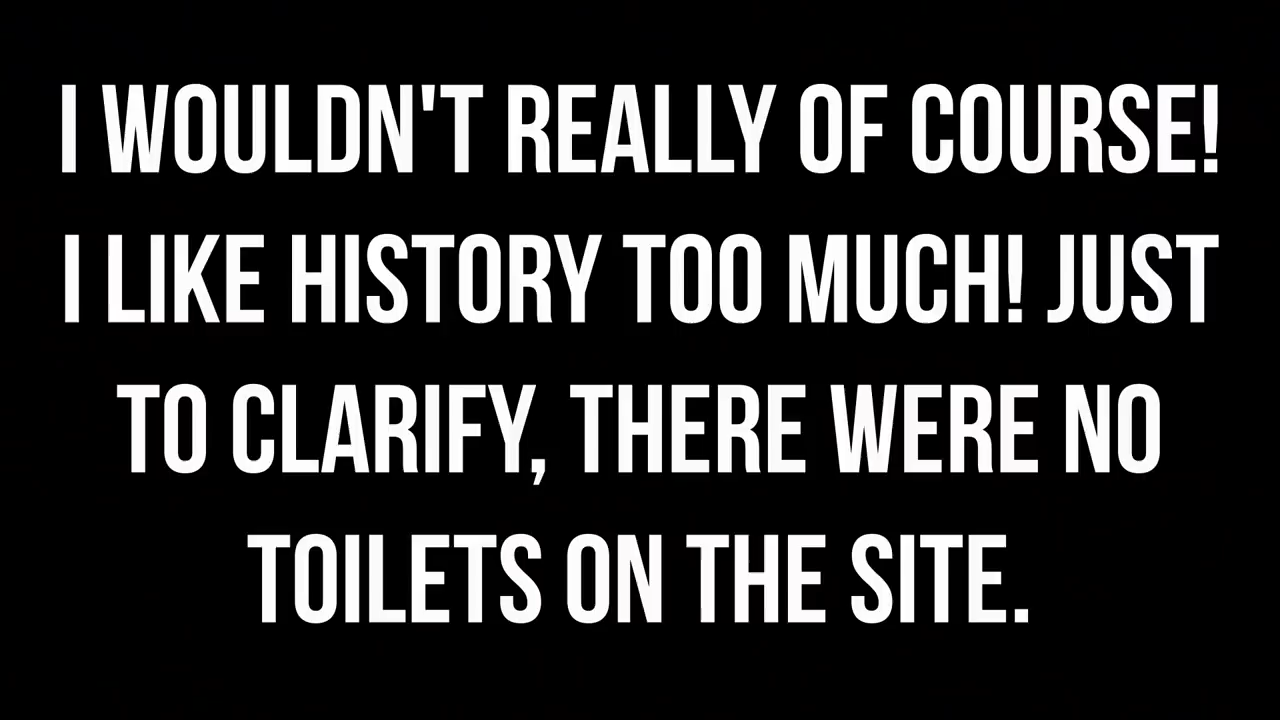 I WOULDN'T REALLY OF COURSE!
I LIKE HISTORY TOO MUCH! JUST
TO CLARIFY, THERE WERE NO
TOILETS ON THE SITE.